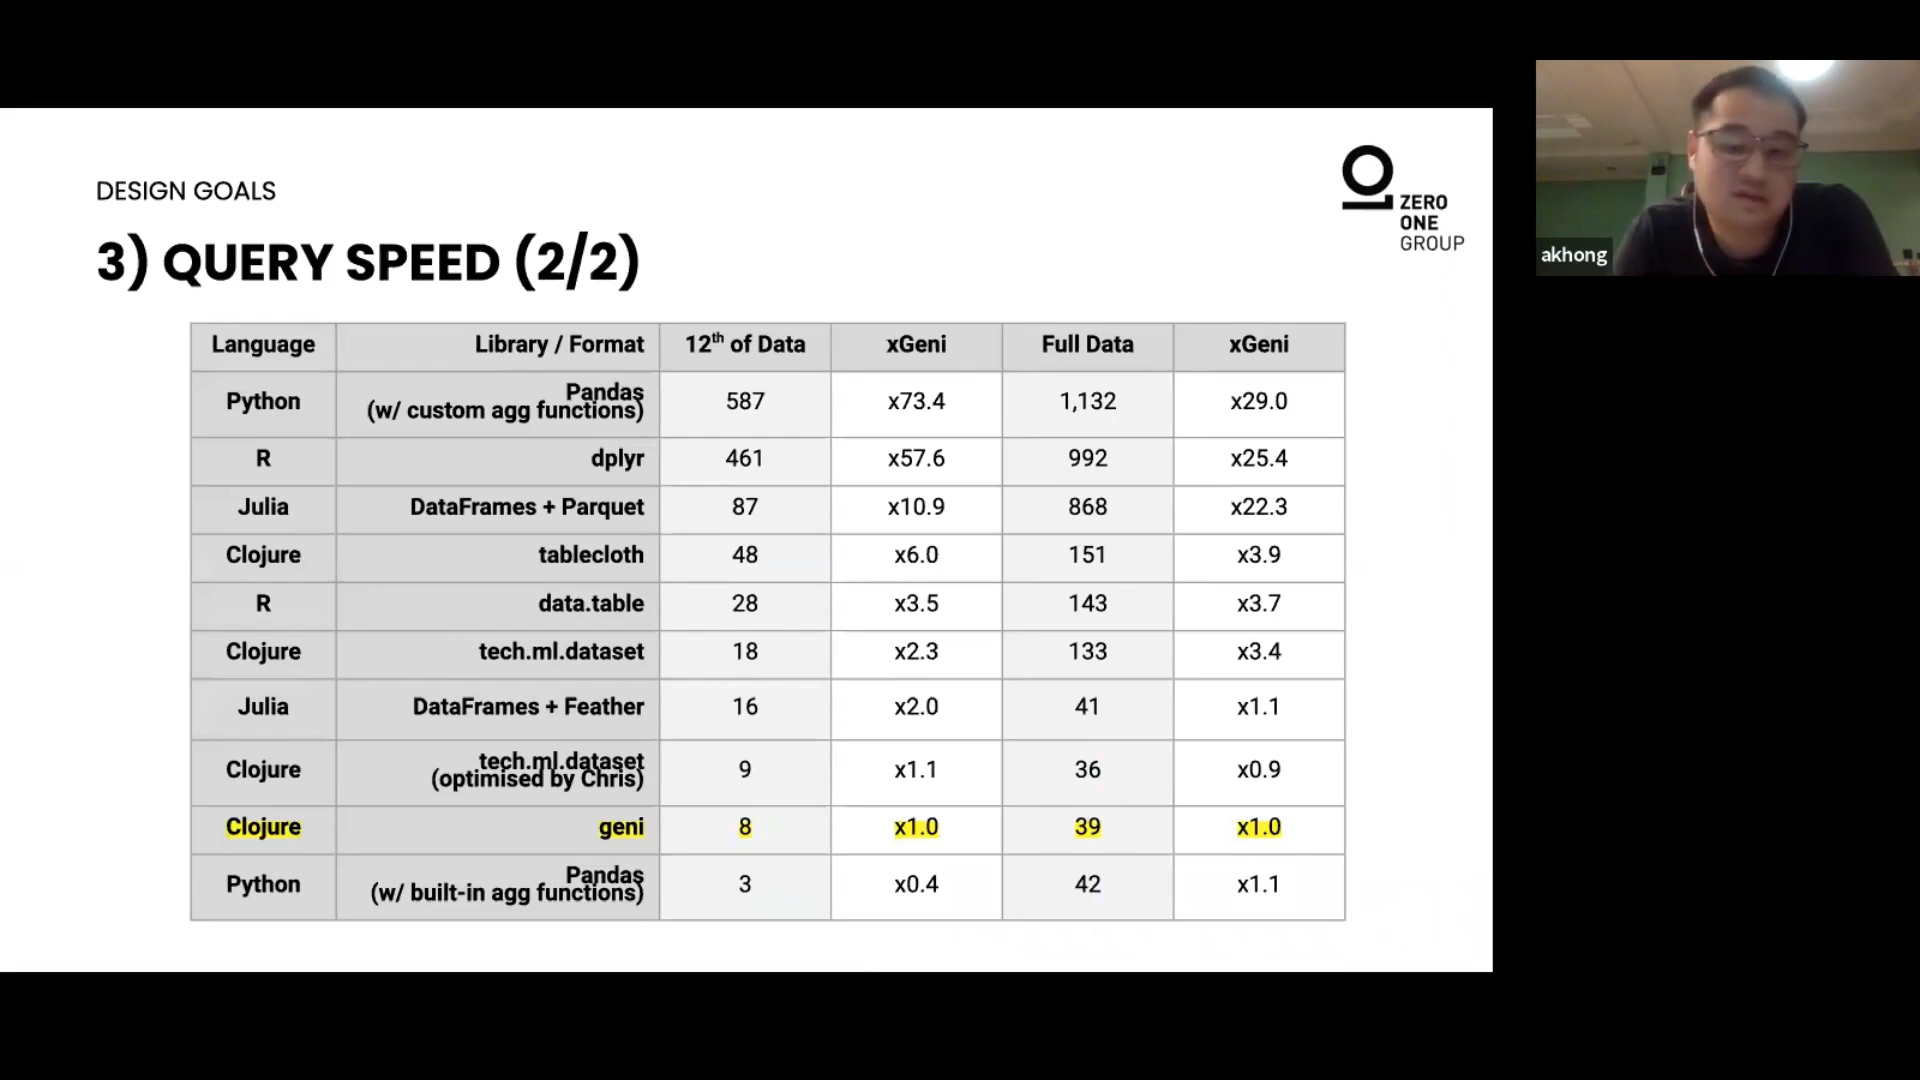 DESIGN GOALS
3) QUERY SPEED (2/2)
ZERO
ONE
GROUP
akhong
Language Library / Format 12th of Data xGeni Full Data xGeni
Python Pandas (w/ custom agg functions) 587 x73.4 1,132 x29.0
R dplyr 461 x57.6 992 x25.4
Julia DataFrames + Parquet 87 x10.9 868 x22.3
Clojure tablecloth 48 x6.0 151 x3.9
R data.table 28 x3.5 143 x3.7
Clojure tech.ml.dataset 18 x2.3 133 x3.4
Julia DataFrames + Feather 16 x2.0 41 x1.1
Clojure tech.ml.dataset (optimised by Chris) 9 x1.1 36 x0.9
Clojure geni 8 x1.0 39 x1.0
Python Pandas (w/ built-in agg functions) 3 x0.4 42 x1.1